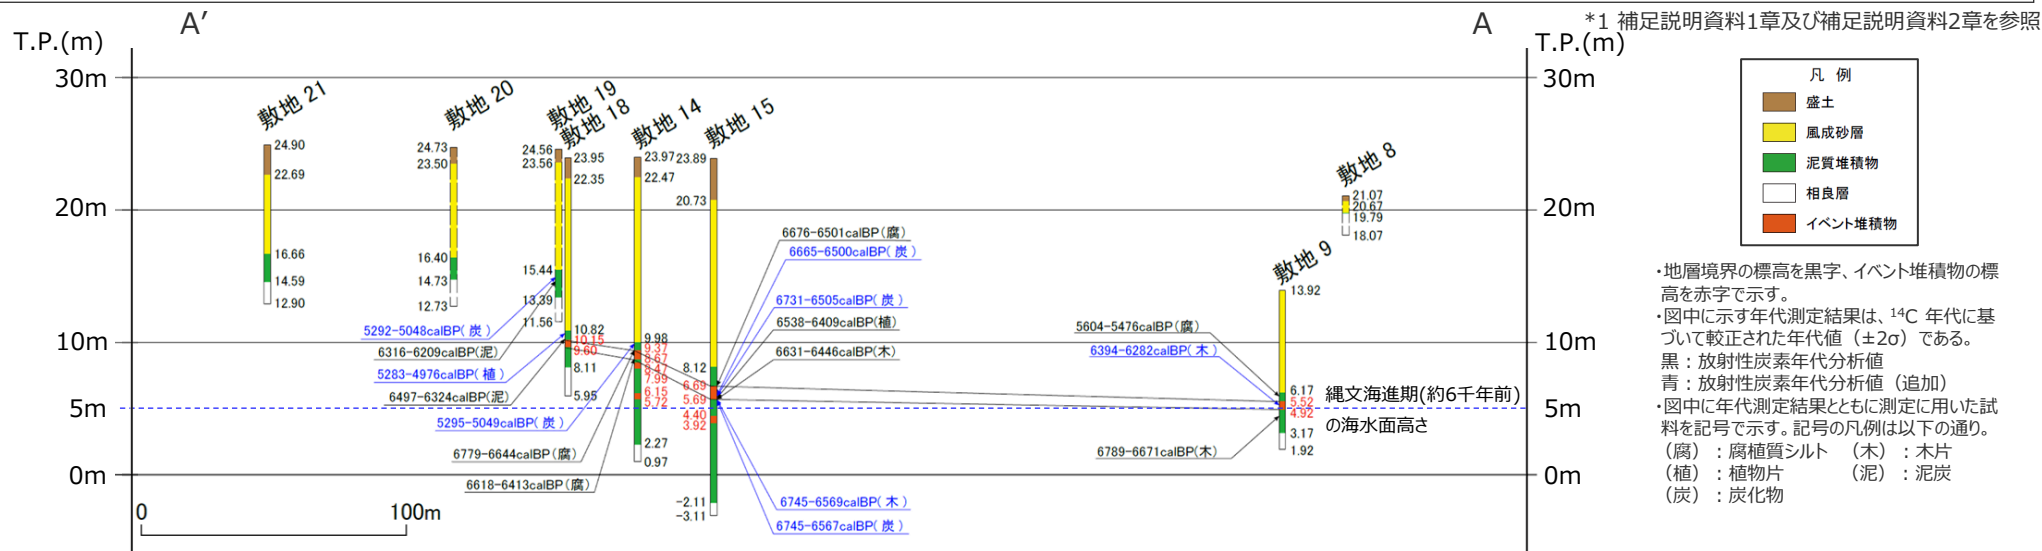 *1 補足説明資料1章及び補足説明資料2章を参照
A′
A
T.P.(m)
T.P.(m)
30m
20m
10m
5m
0m
30m
20m
10m
5m
0m
敷地 21
24.90
22.69
16.66
14.59
12.90
敷地 20
24.73
23.50
16.40
14.73
12.73
敷地 19
24.56
23.56
15.44
13.39
11.56
敷地 18
23.95
22.35
10.82
10.15
9.60
8.11
5.95
敷地 14
23.97
22.47
9.98
9.37
8.67
8.47
7.99
6.15
5.72
2.27
0.97
敷地 15
23.89
20.73
8.12
6.69
5.69
4.40
3.92
-2.11
-3.11
敷地 9
13.92
6.17
5.52
4.92
3.17
1.92
敷地 8
21.07
20.67
19.79
18.07
5292-5048calBP( 炭 )
6316-6209calBP(泥)
5283-4976calBP( 植 )
6497-6324calBP(泥)
5295-5049calBP( 炭 )
6779-6644calBP(腐)
6618-6413calBP(腐)
6676-6501calBP(腐)
6665-6500calBP( 炭 )
6731-6505calBP( 炭 )
6538-6409calBP(植)
6631-6446calBP(木)
6745-6569calBP( 木 )
6745-6567calBP( 炭 )
5604-5476calBP(腐)
6394-6282calBP( 木 )
6789-6671calBP(木)
縄文海進期(約6千年前)
の海水面高さ
0
100m
凡 例
盛土
風成砂層
泥質堆積物
相良層
イベント堆積物
・地層境界の標高を黒字、イベント堆積物の標
高を赤字で示す。
・図中に示す年代測定結果は、¹⁴C 年代に基
づいて較正された年代値（±2σ）である。
黒：放射性炭素年代分析値
青：放射性炭素年代分析値（追加）
・図中に年代測定結果とともに測定に用いた試
料を記号で示す。記号の凡例は以下の通り。
（腐）：腐植質シルト （木）：木片
（植）：植物片 （泥）：泥炭
（炭）：炭化物